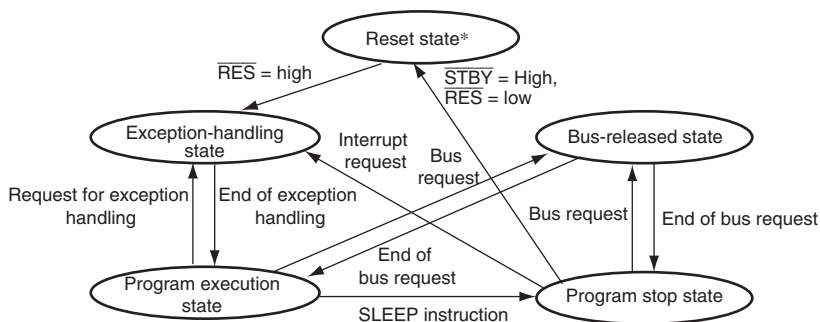 Reset state*
RES = high
STBY = High,
RES = low
Exception-handling
state
Interrupt
request
Bus
request
Bus-released state
Request for exception
handling
End of exception
handling
Bus request
End of bus request
End of
bus request
Program execution
state
SLEEP instruction
Program stop state